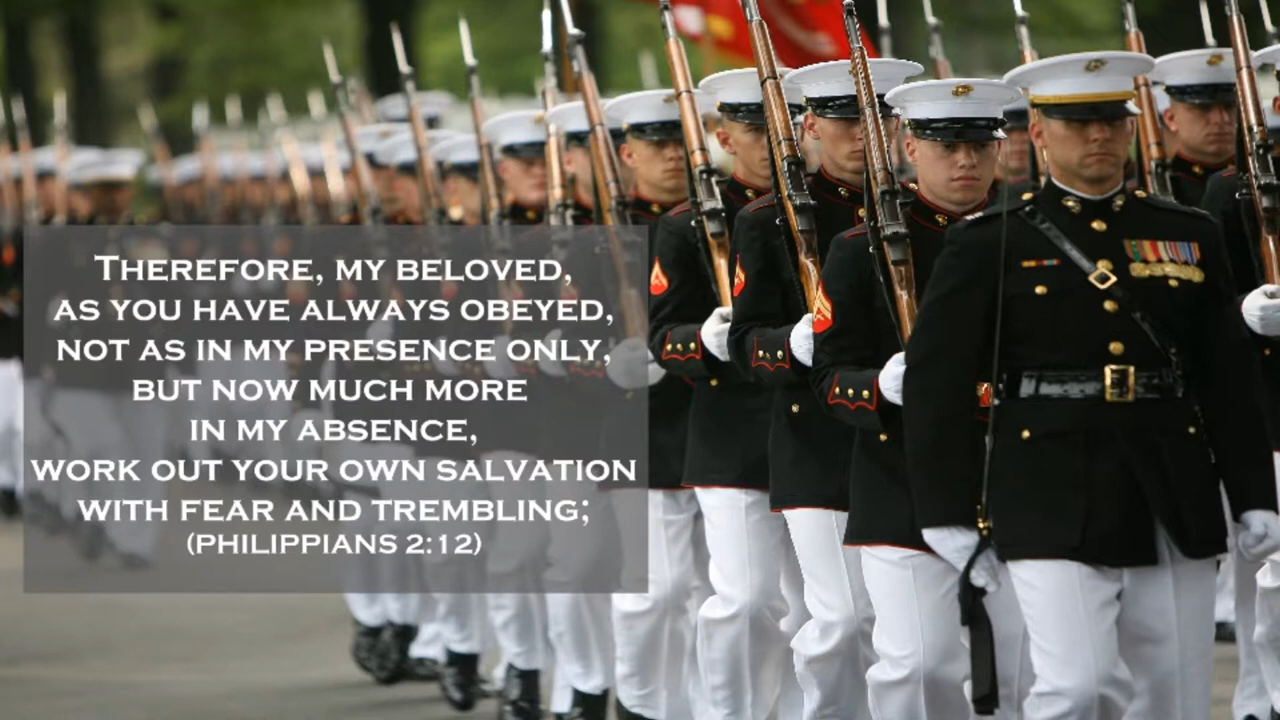 Therefore, my beloved,
as you have always obeyed,
not as in my presence only,
but now much more
in my absence,
work out your own salvation
with fear and trembling;
(Philippians 2:12)